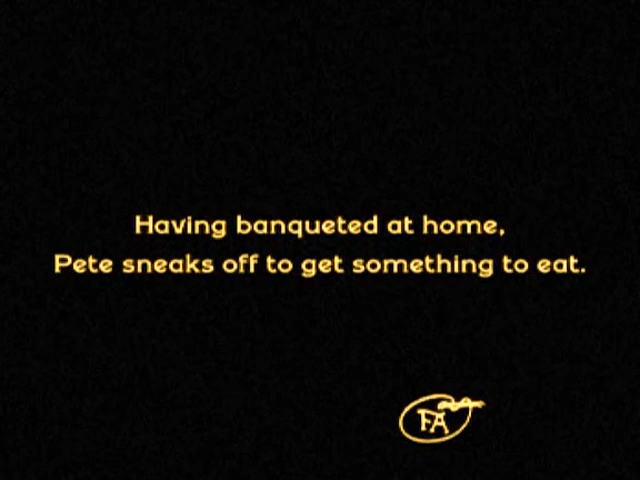 Having banqueted at home,
Pete sneaks off to get something to eat.
FA